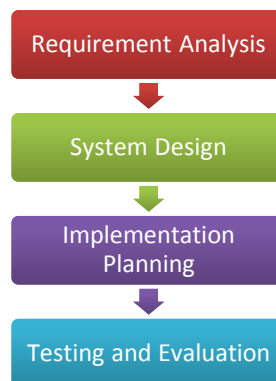 Requirement Analysis
System Design
Implementation
Planning
Testing and Evaluation